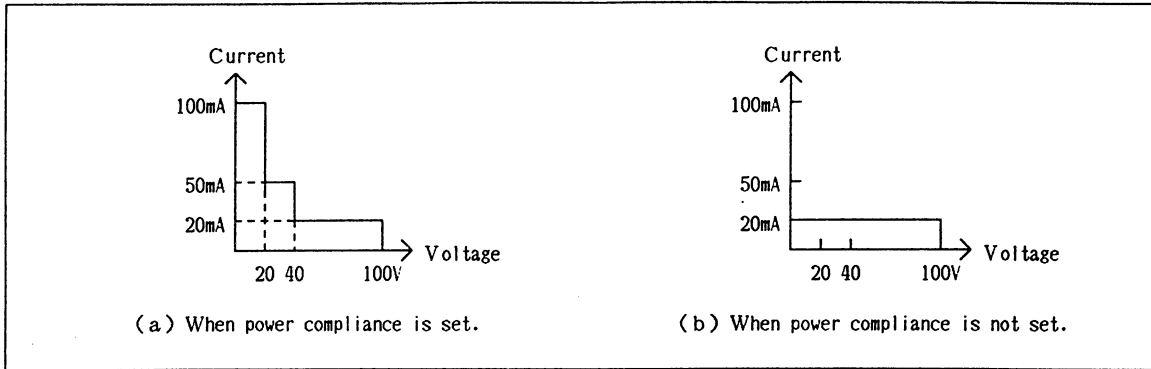 Current
100mA
50mA
20mA
20 40 100V
Voltage
(a) When power compliance is set.
Current
100mA
50mA
20mA
20 40 100V
Voltage
(b) When power compliance is not set.